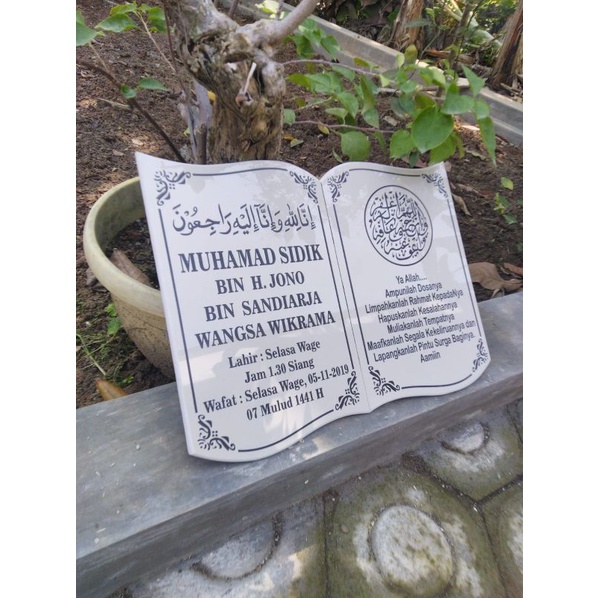 إِنَّا لِلّٰهِ وَإِنَّآ إِلَيْهِ رَاجِعُوْنَ
MUHAMAD SIDIK
BIN H. JONO
BIN SANDIARJA
WANGSA WIKRAMA
Lahir : Selasa Wage
Jam 1.30 Siang
Wafat : Selasa Wage, 05-11-2019
07 Mulud 1441 H
Ya Allah....
Ampunilah Dosanya
Limpahkanlah Rahmat KepadaNya
Hapuskanlah Kesalahannya
Muliakanlah Tempatnya
Maafkanlah Segala Kekeliruannya dan
Lapangkanlah Pintu Surga Baginya.
Aamiin